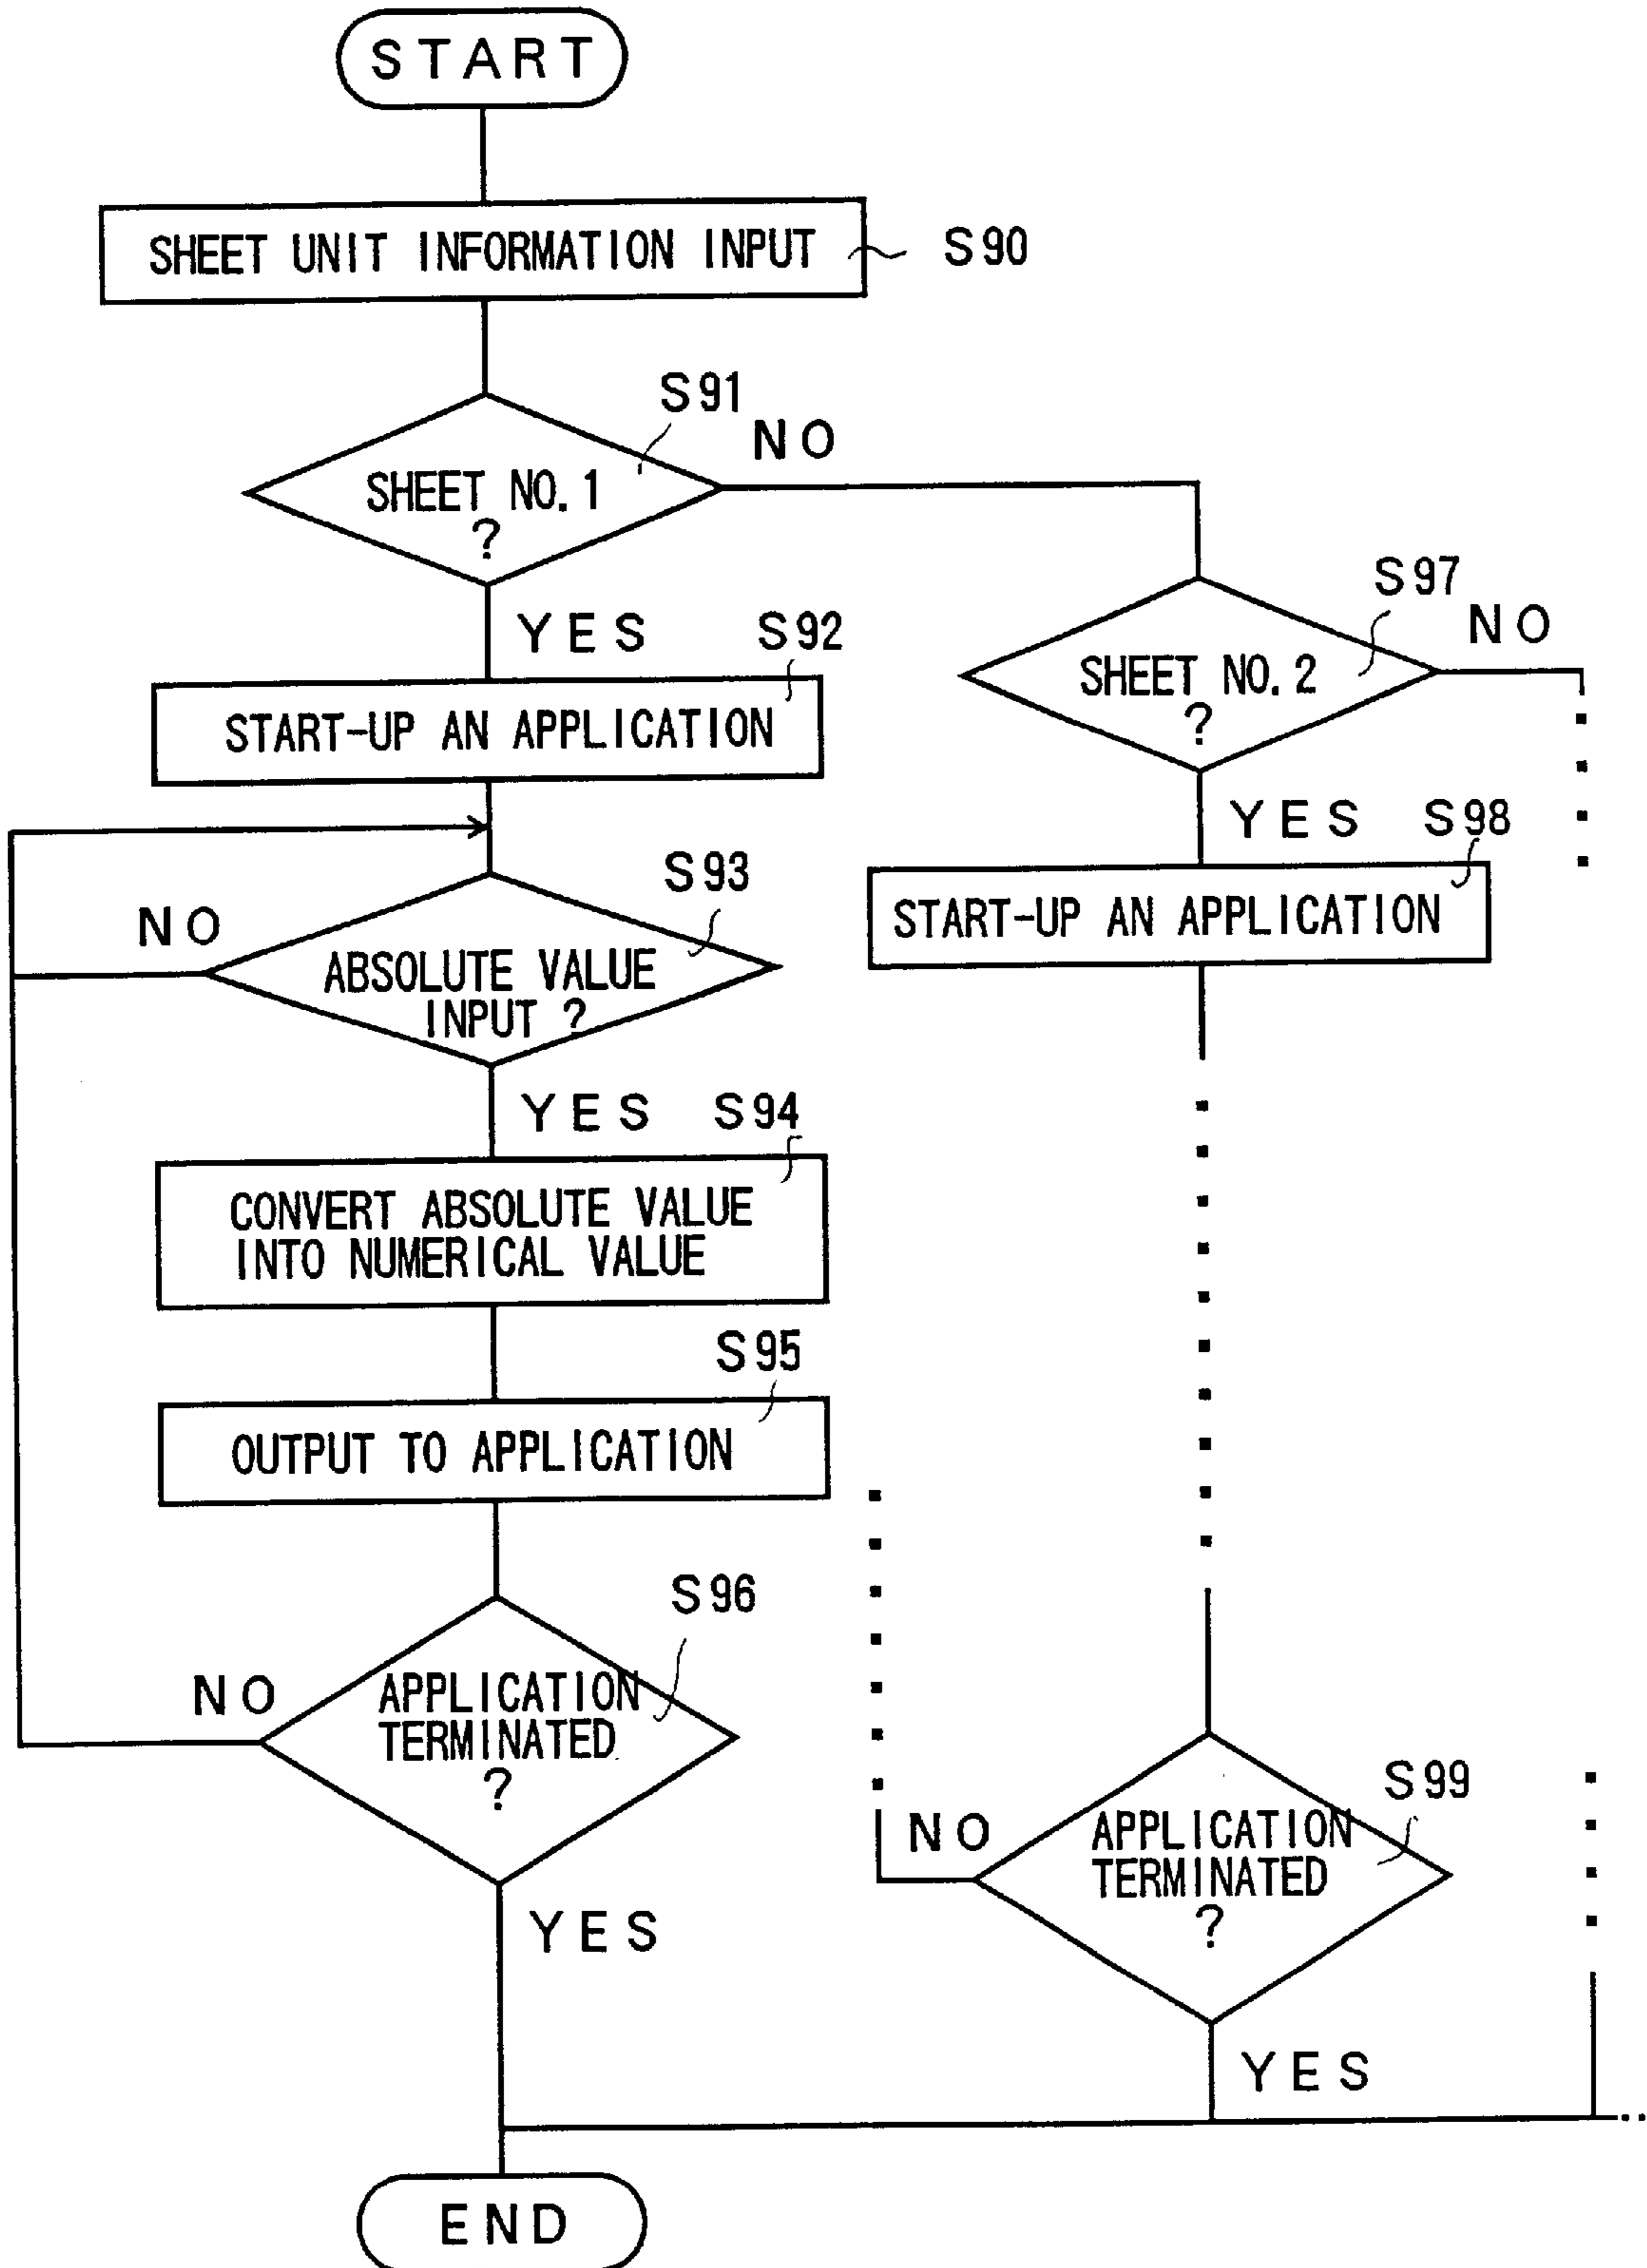 START
SHEET UNIT INFORMATION INPUT
S90
S91
NO
SHEET NO. 1
?
YES
S92
START-UP AN APPLICATION
S97
NO
SHEET NO. 2
?
YES
S98
START-UP AN APPLICATION
S93
NO
ABSOLUTE VALUE
INPUT ?
YES
S94
CONVERT ABSOLUTE VALUE
INTO NUMERICAL VALUE
S95
OUTPUT TO APPLICATION
S96
NO
APPLICATION
TERMINATED
?
YES
S99
NO
APPLICATION
TERMINATED
?
YES
END